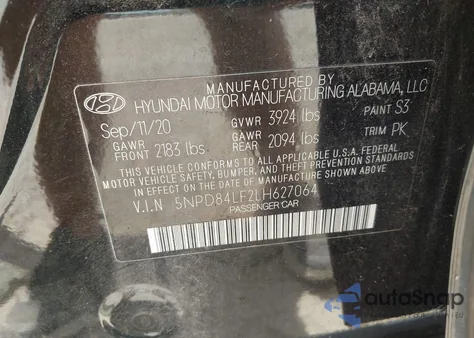 MANUFACTURED BY
HYUNDAI MOTOR MANUFACTURING ALABAMA, LLC
Sep/11/20 GVWR 3924 lbs PAINT S3
GAWR FRONT 2183 lbs GAWR REAR 2094 lbs TRIM PK
THIS VEHICLE CONFORMS TO ALL APPLICABLE U.S.A. FEDERAL
MOTOR VEHICLE SAFETY, BUMPER, AND THEFT PREVENTION STANDARDS
IN EFFECT ON THE DATE OF MANUFACTURE SHOWN ABOVE.
V.I.N 5NPD84LF2LH627064
PASSENGER CAR
autoSnap